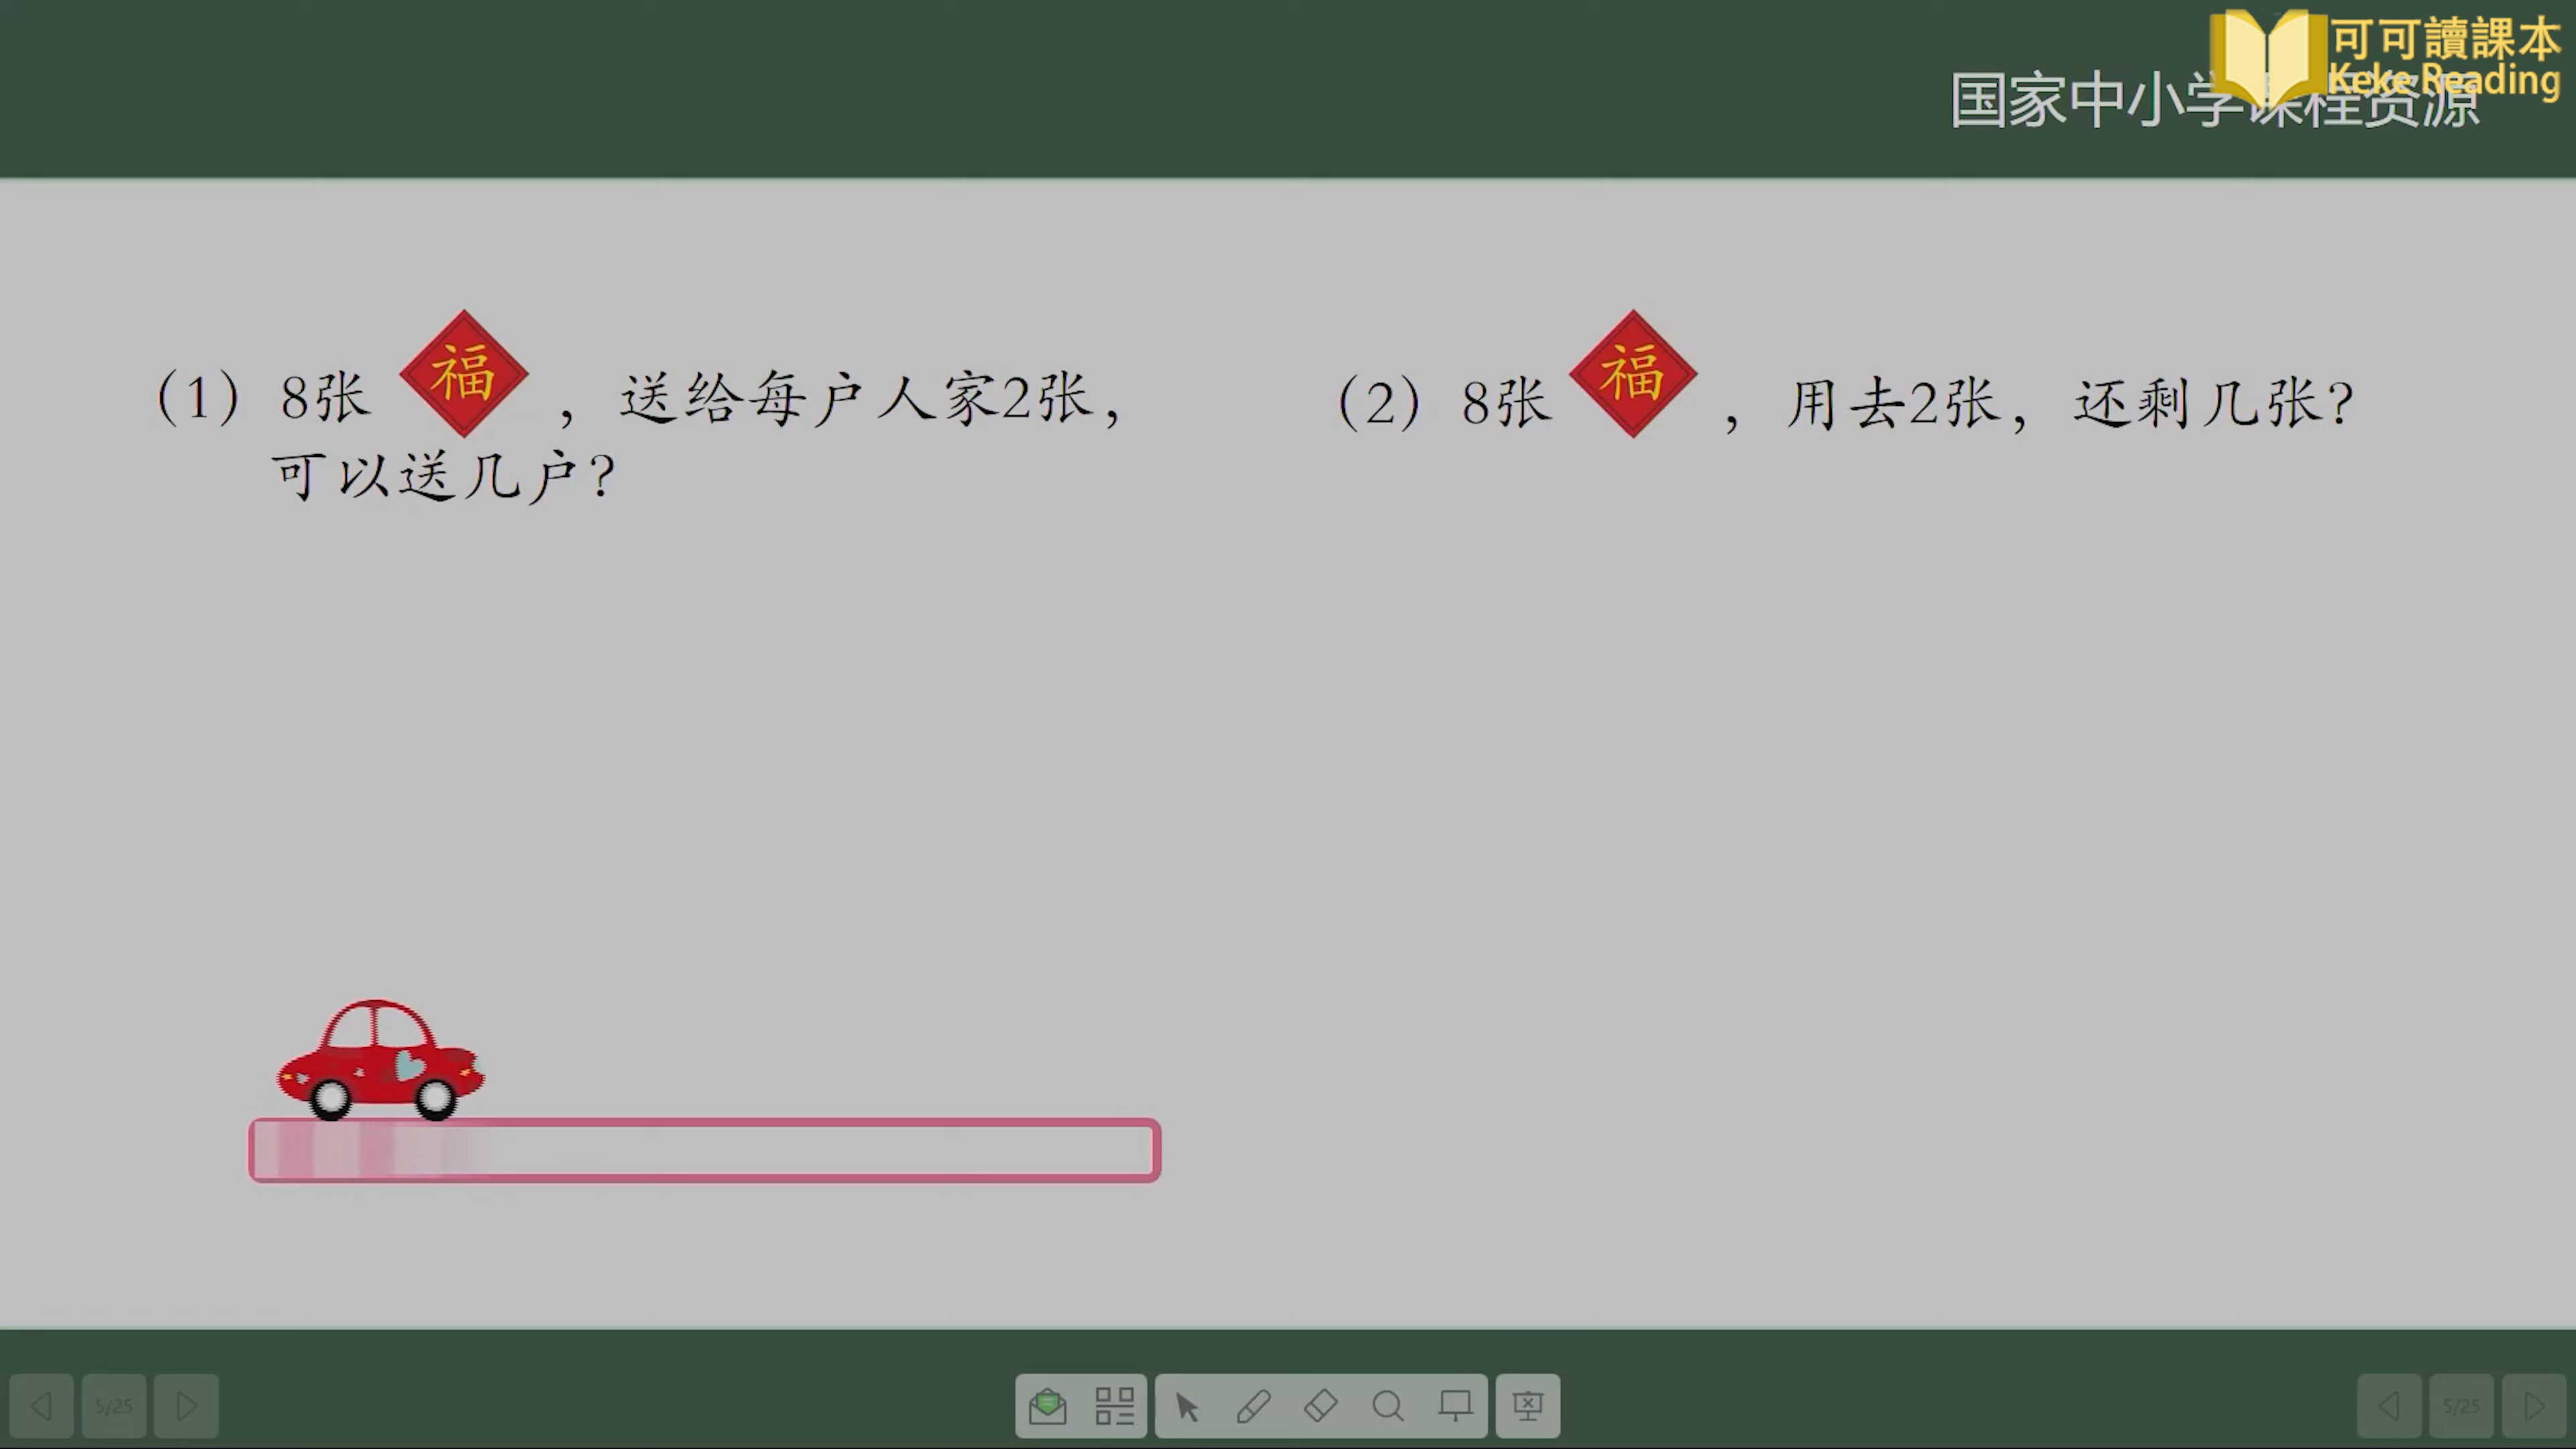 可可讀課本
Keke Reading
国家中小学课程资源
(1) 8张 福 ，送给每户人家2张，
可以送几户？
(2) 8张 福 ，用去2张，还剩几张？
5/25
5/25